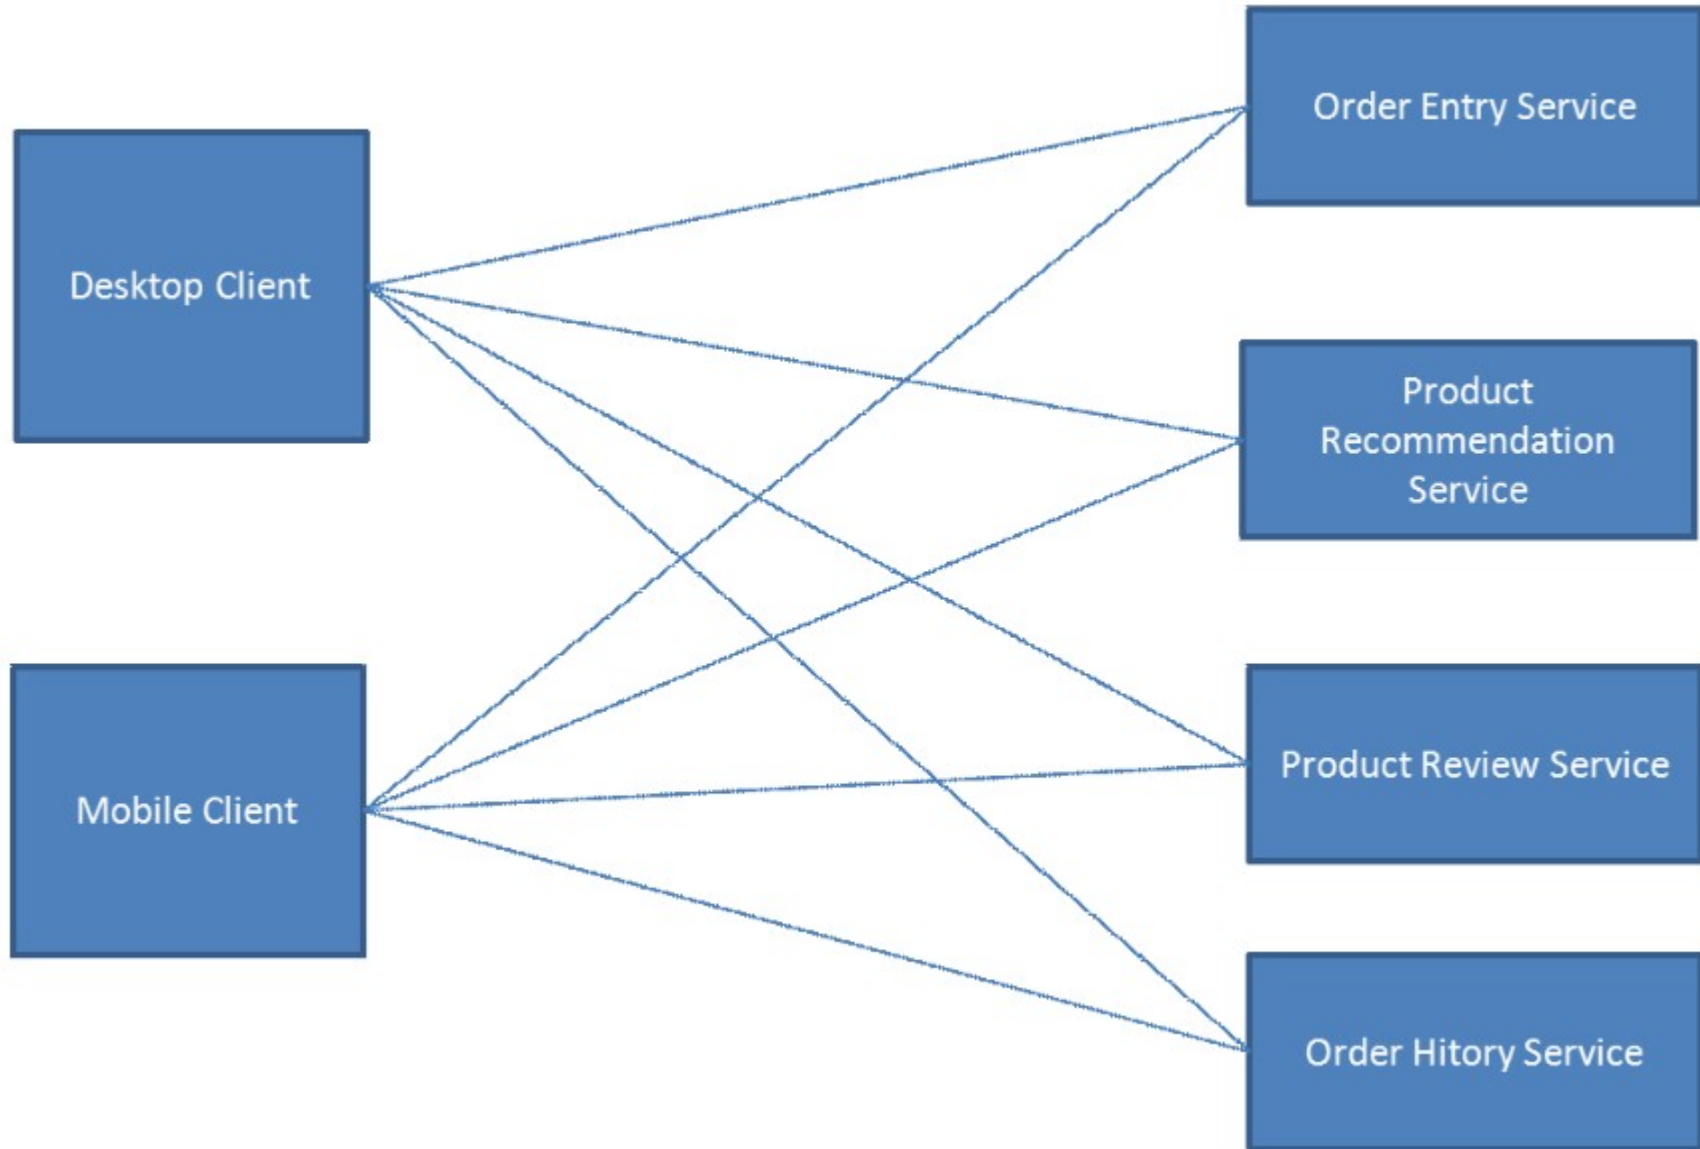 Order Entry Service
Desktop Client
Product
Recommendation
Service
Mobile Client
Product Review Service
Order Hitory Service